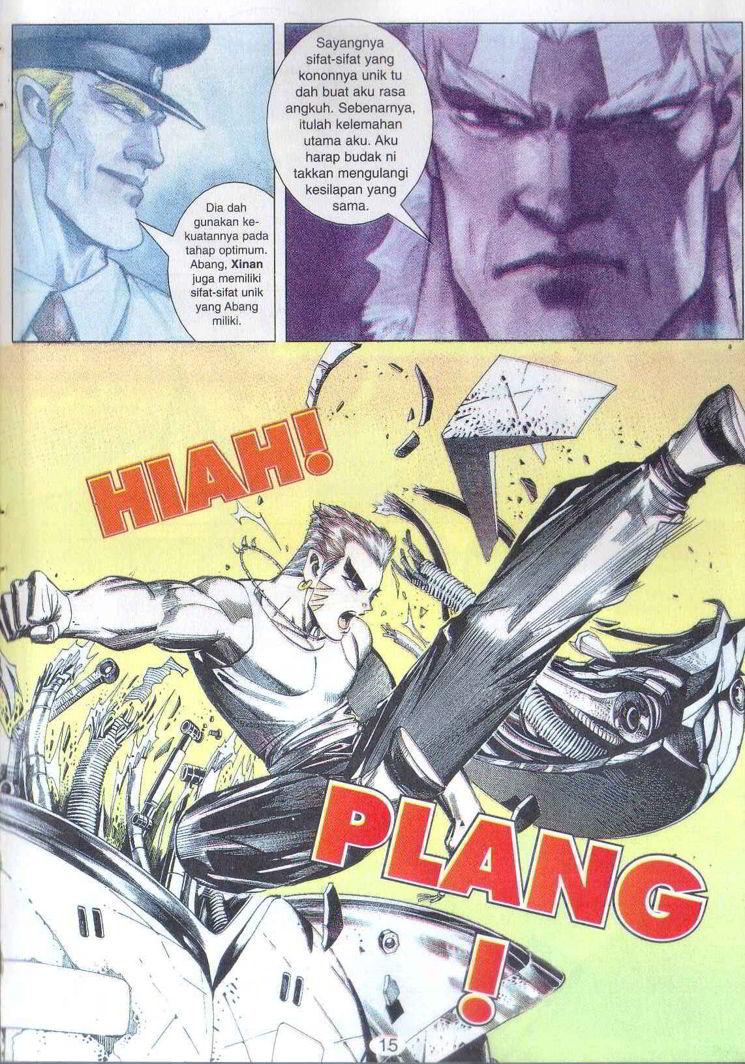 Dia dah
gunakan ke-
kuatannya pada
tahap optimum.
Abang, Xinan
juga memiliki
sifat-sifat unik
yang Abang
miliki.
Sayangnya
sifat-sifat yang
kononnya unik tu
dah buat aku rasa
angkuh. Sebenarnya,
itulah kelemahan
utama aku. Aku
harap budak ni
takkan mengulangi
kesilapan yang
sama.
HIAH!
PLANG
!
15